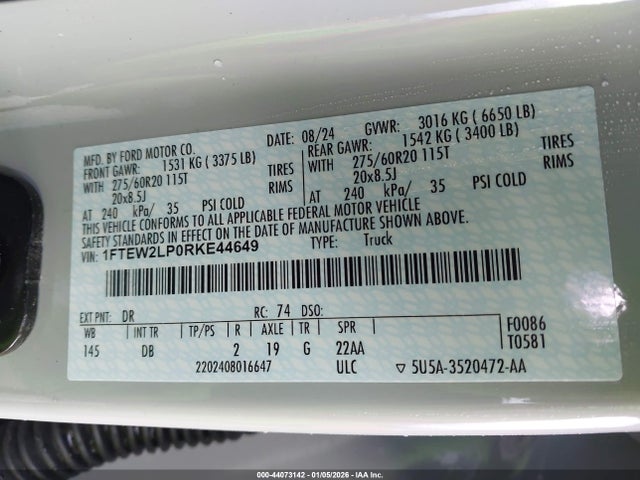 MFD. BY FORD MOTOR CO.
DATE: 08/24 GVWR: 3016 KG ( 6650 LB)
FRONT GAWR: 1531 KG ( 3375 LB)
REAR GAWR: 1542 KG ( 3400 LB)
WITH 275/60R20 115T TIRES
WITH 275/60R20 115T TIRES
20x8.5J RIMS
20x8.5J RIMS
AT 240 kPa/ 35 PSI COLD
AT 240 kPa/ 35 PSI COLD
THIS VEHICLE CONFORMS TO ALL APPLICABLE FEDERAL MOTOR VEHICLE
SAFETY STANDARDS IN EFFECT ON THE DATE OF MANUFACTURE SHOWN ABOVE.
VIN: 1FTEW2LP0RKE44649 TYPE: Truck
EXT PNT: DR RC: 74 DSO:
WB INT TR TP/PS R AXLE TR SPR F0086
145 DB 2 19 G 22AA T0581
2202408016647 ULC ▽ 5U5A-3520472-AA
000-44073142 - 01/05/2026 - IAA Inc.